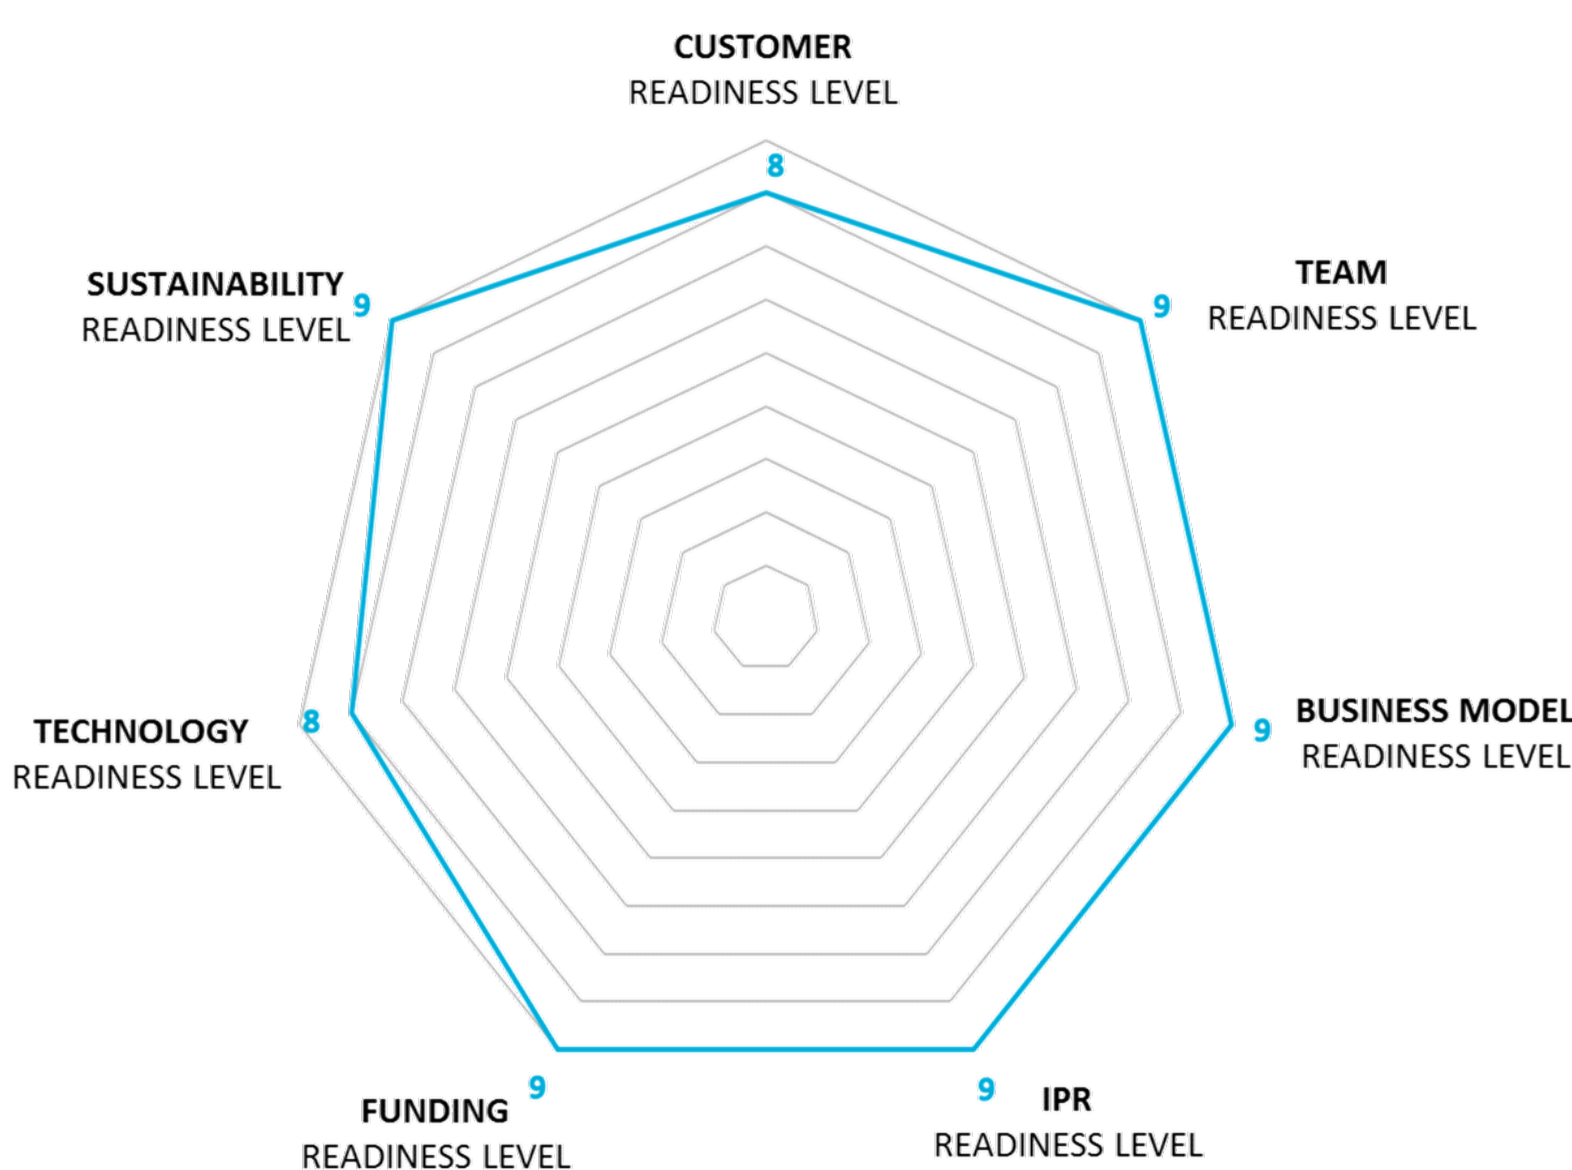 CUSTOMER
READINESS LEVEL
8
SUSTAINABILITY
READINESS LEVEL
9
9
TEAM
READINESS LEVEL
TECHNOLOGY
READINESS LEVEL
8
9
BUSINESS MODEL
READINESS LEVEL
9
FUNDING
READINESS LEVEL
9
IPR
READINESS LEVEL